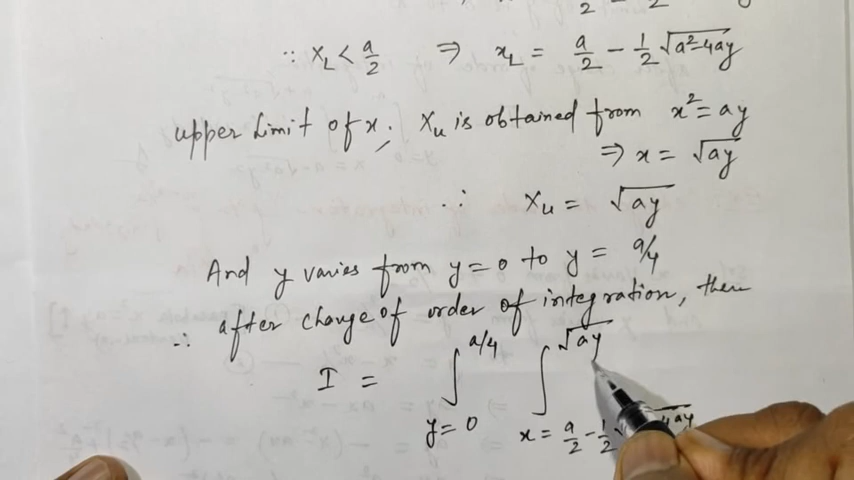 ∵ x_L < a/2 ⇒ x_L = a/2 - 1/2 √(a²-4ay)
upper Limit of x; x_u is obtained from x² = ay
⇒ x = √ay
∴ x_u = √ay
And y varies from y=0 to y = a/4
∴ after change of order of integration, then
I = ∫ a/4 ∫ √ay
y=0 x = a/2 - 1/2 4ay